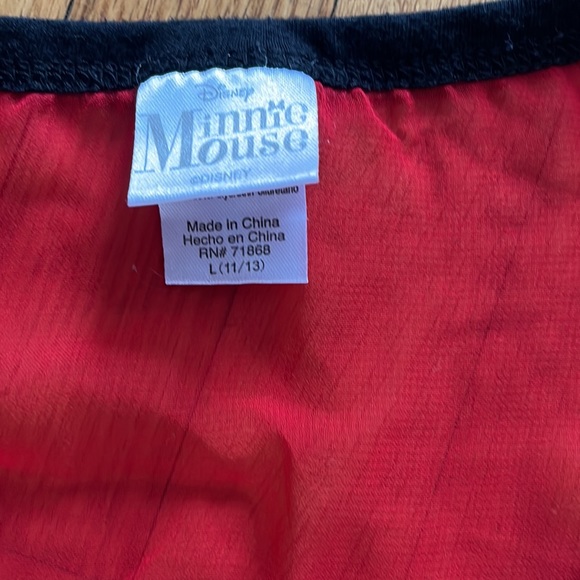 Disney
Minnie
Mouse
©DISNEY
Made in China
Hecho en China
RN# 71868
L (11/13)